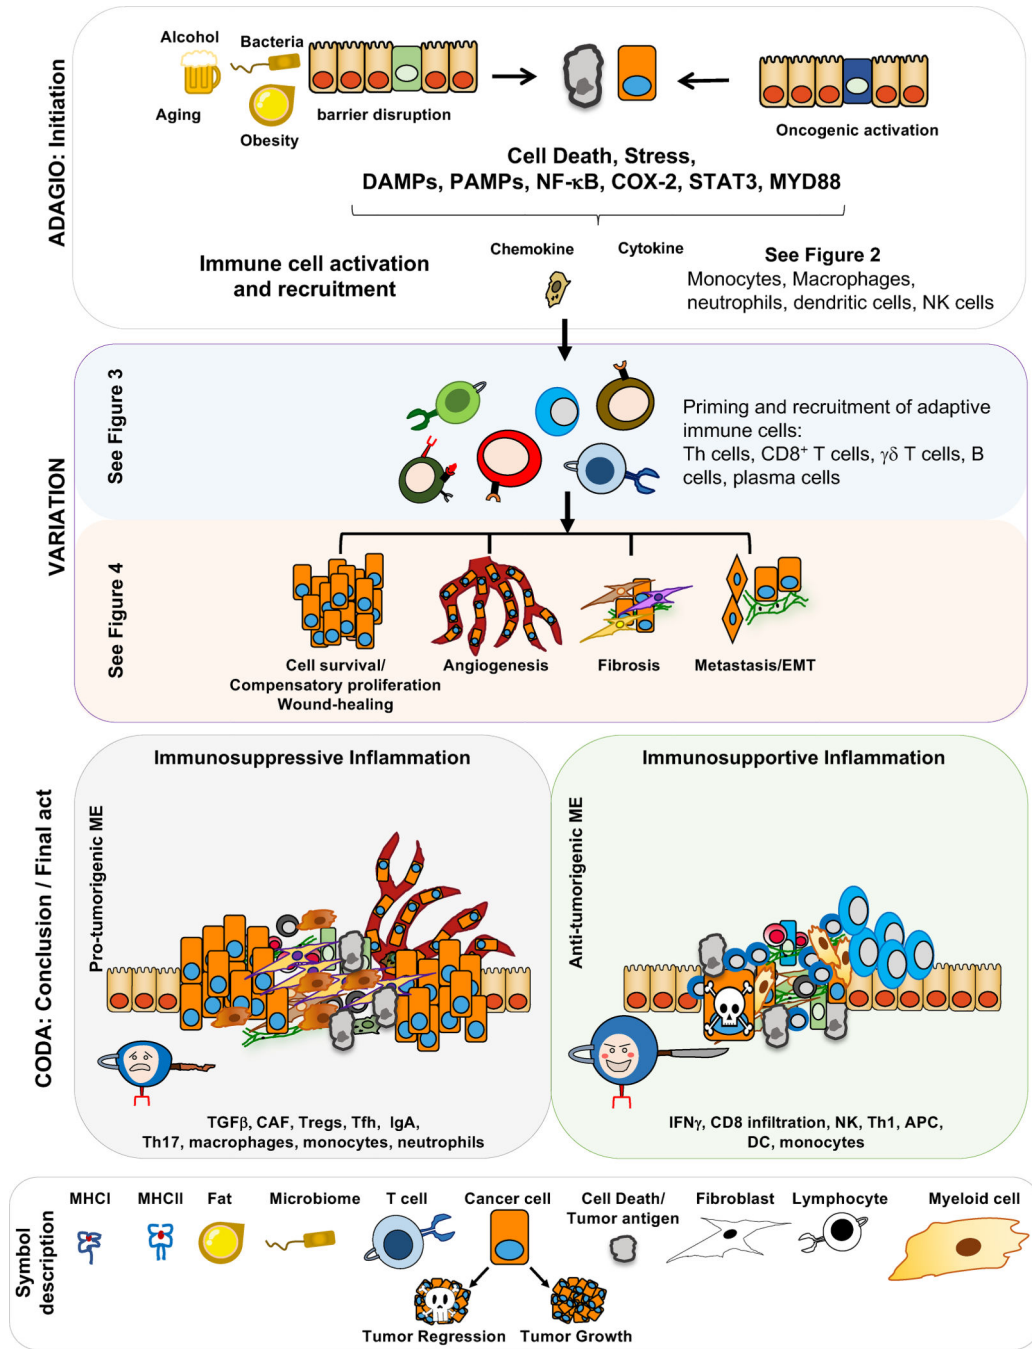 ADAGIO: Initiation
Alcohol
Bacteria
Aging
Obesity
barrier disruption
Oncogenic activation
Cell Death, Stress,
DAMPs, PAMPs, NF-κB, COX-2, STAT3, MYD88
Chemokine
Cytokine
Immune cell activation
and recruitment
See Figure 2
Monocytes, Macrophages,
neutrophils, dendritic cells, NK cells
VARIATION
See Figure 3
Priming and recruitment of adaptive
immune cells:
Th cells, CD8⁺ T cells, γδ T cells, B
cells, plasma cells
See Figure 4
Cell survival/
Compensatory proliferation
Wound-healing
Angiogenesis
Fibrosis
Metastasis/EMT
CODA: Conclusion / Final act
Immunosuppressive Inflammation
Pro-tumorigenic ME
TGFβ, CAF, Tregs, Tfh, IgA,
Th17, macrophages, monocytes, neutrophils
Immunosupportive Inflammation
Anti-tumorigenic ME
IFNγ, CD8 infiltration, NK, Th1, APC,
DC, monocytes
Symbol
description
MHCI
MHCII
Fat
Microbiome
T cell
Cancer cell
Cell Death/
Tumor antigen
Fibroblast
Lymphocyte
Myeloid cell
Tumor Regression
Tumor Growth